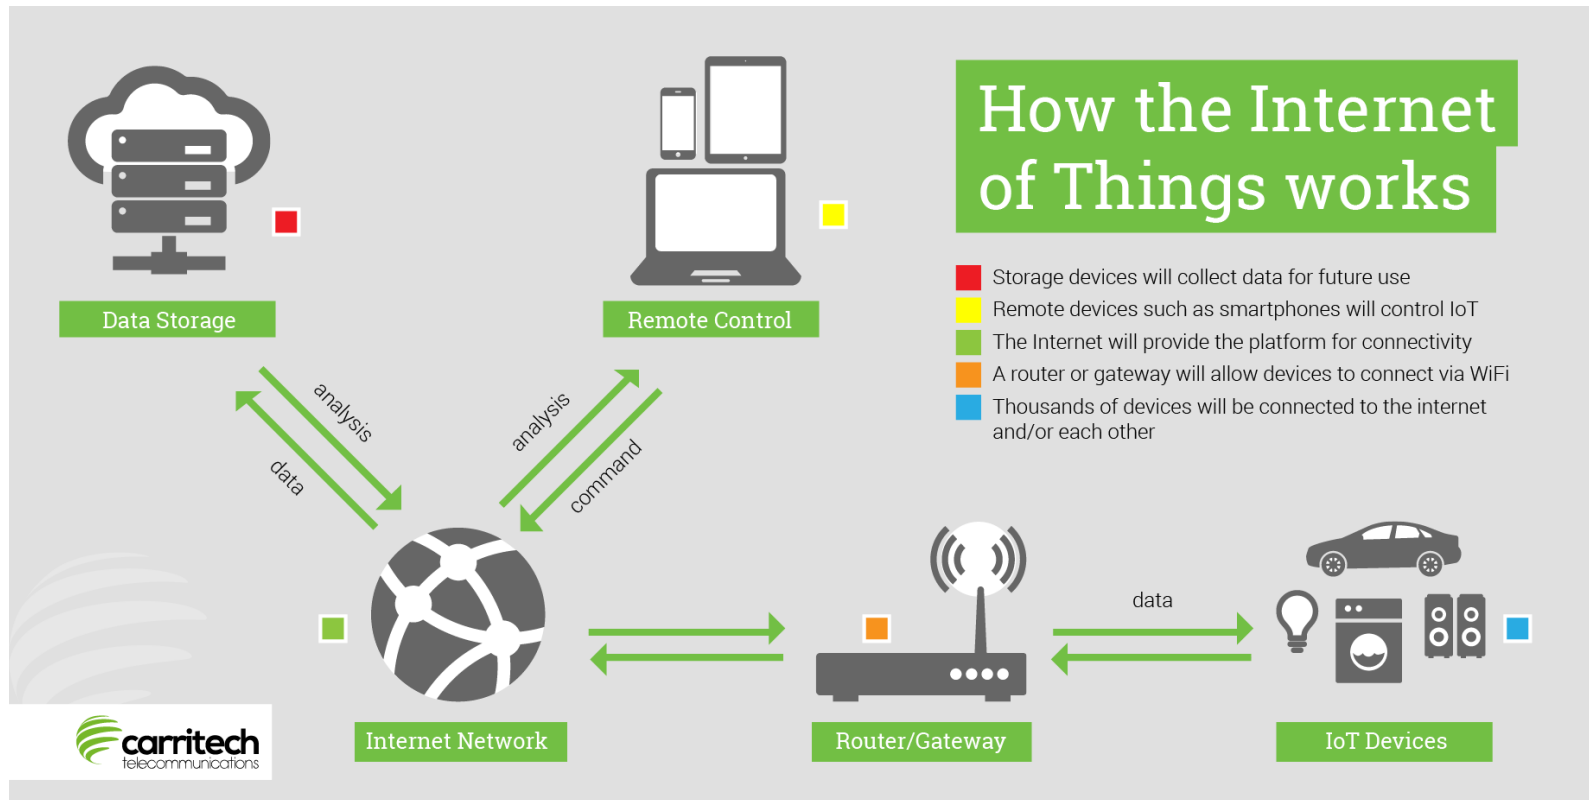 How the Internet
of Things works
Storage devices will collect data for future use
Remote devices such as smartphones will control IoT
The Internet will provide the platform for connectivity
A router or gateway will allow devices to connect via WiFi
Thousands of devices will be connected to the internet
and/or each other
Data Storage
Remote Control
analysis
data
analysis
command
data
Internet Network
Router/Gateway
IoT Devices
carritech
telecommunications